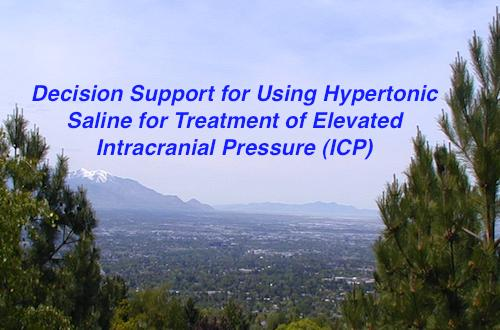 Decision Support for Using Hypertonic
Saline for Treatment of Elevated
Intracranial Pressure (ICP)